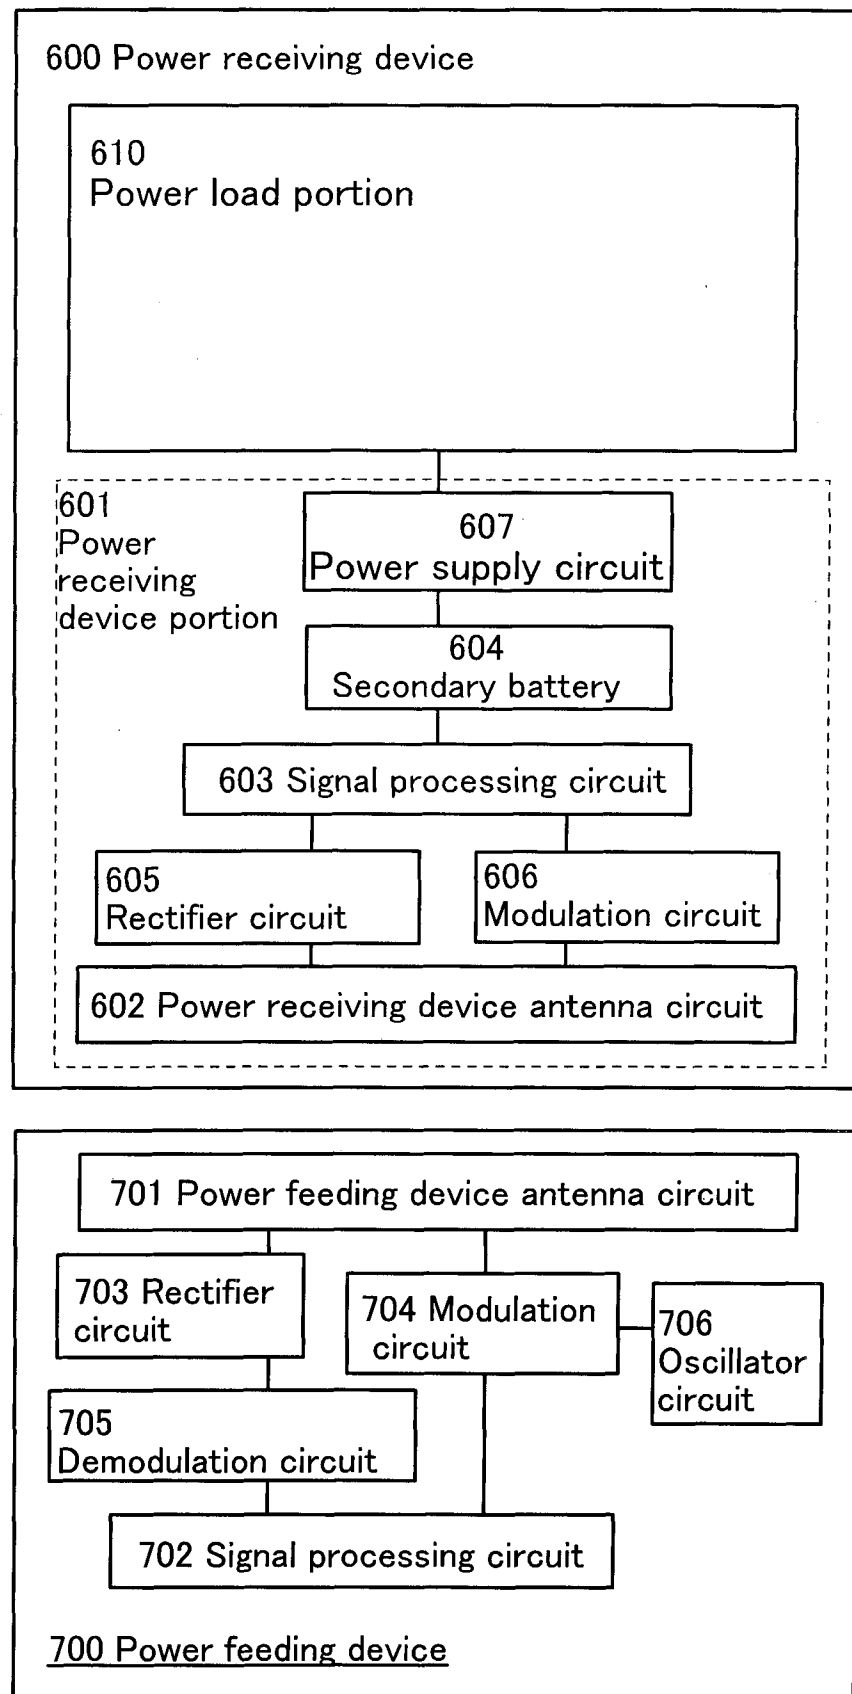 600 Power receiving device
610
Power load portion
601
Power
receiving
device portion
607
Power supply circuit
604
Secondary battery
603 Signal processing circuit
605
Rectifier circuit
606
Modulation circuit
602 Power receiving device antenna circuit
701 Power feeding device antenna circuit
703 Rectifier
circuit
704 Modulation
circuit
706
Oscillator
circuit
705
Demodulation circuit
702 Signal processing circuit
700 Power feeding device